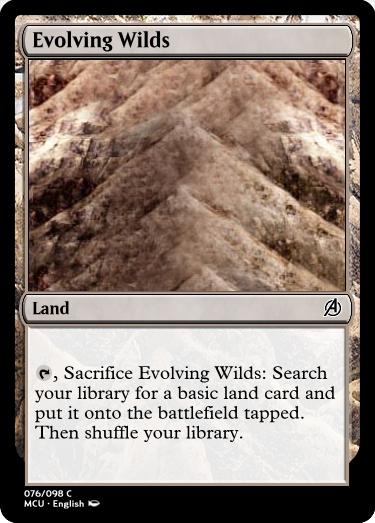 Evolving Wilds
Land
, Sacrifice Evolving Wilds: Search
your library for a basic land card and
put it onto the battlefield tapped.
Then shuffle your library.
076/098 C
MCU · English